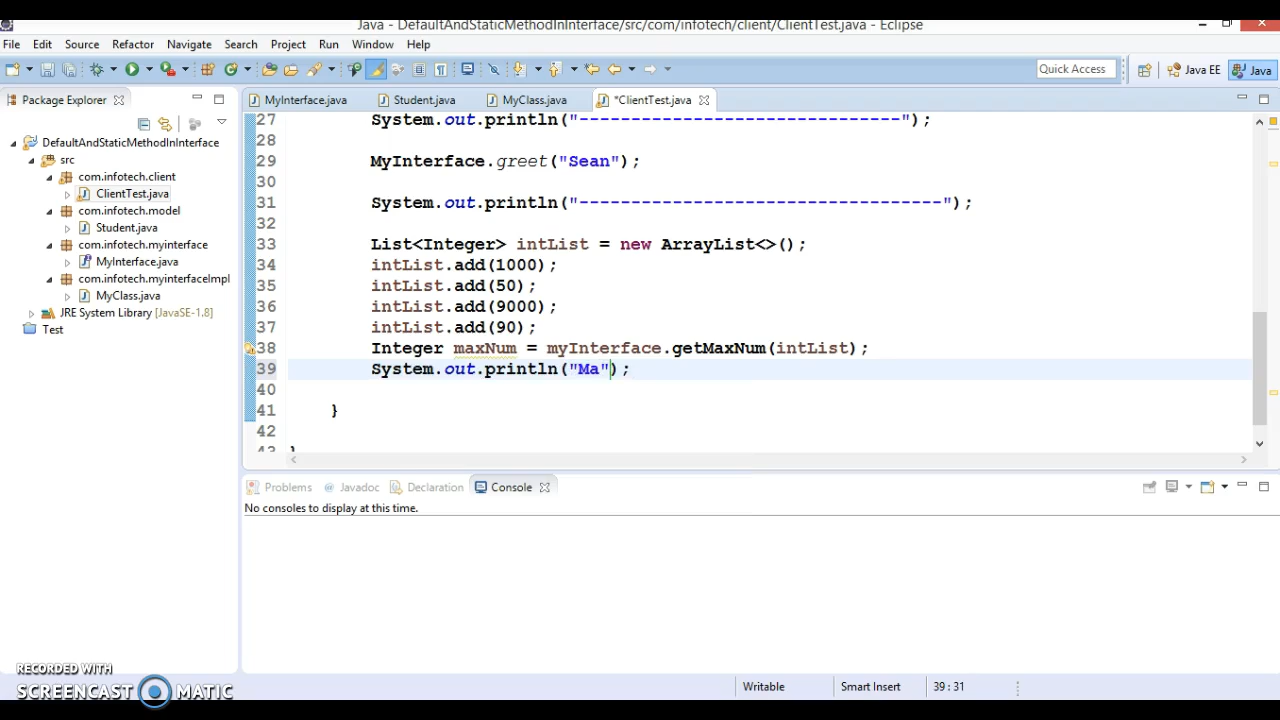 Java - DefaultAndStaticMethodInInterface/src/com/infotech/client/ClientTest.java - Eclipse
File Edit Source Refactor Navigate Search Project Run Window Help
Quick Access Java EE Java
Package Explorer
MyInterface.java Student.java MyClass.java *ClientTest.java
DefaultAndStaticMethodInInterface
src
com.infotech.client
ClientTest.java
com.infotech.model
Student.java
com.infotech.myinterface
MyInterface.java
com.infotech.myinterfaceImpl
MyClass.java
JRE System Library [JavaSE-1.8]
Test
27 System.out.println("-------------------------------");
28
29 MyInterface.greet("Sean");
30
31 System.out.println("-----------------------------------");
32
33 List<Integer> intList = new ArrayList<>();
34 intList.add(1000);
35 intList.add(50);
36 intList.add(9000);
37 intList.add(90);
38 Integer maxNum = myInterface.getMaxNum(intList);
39 System.out.println("Ma");
40
41 }
42
43 }
Problems Javadoc Declaration Console
No consoles to display at this time.
Writable Smart Insert 39 : 31
RECORDED WITH
SCREENCAST MATIC